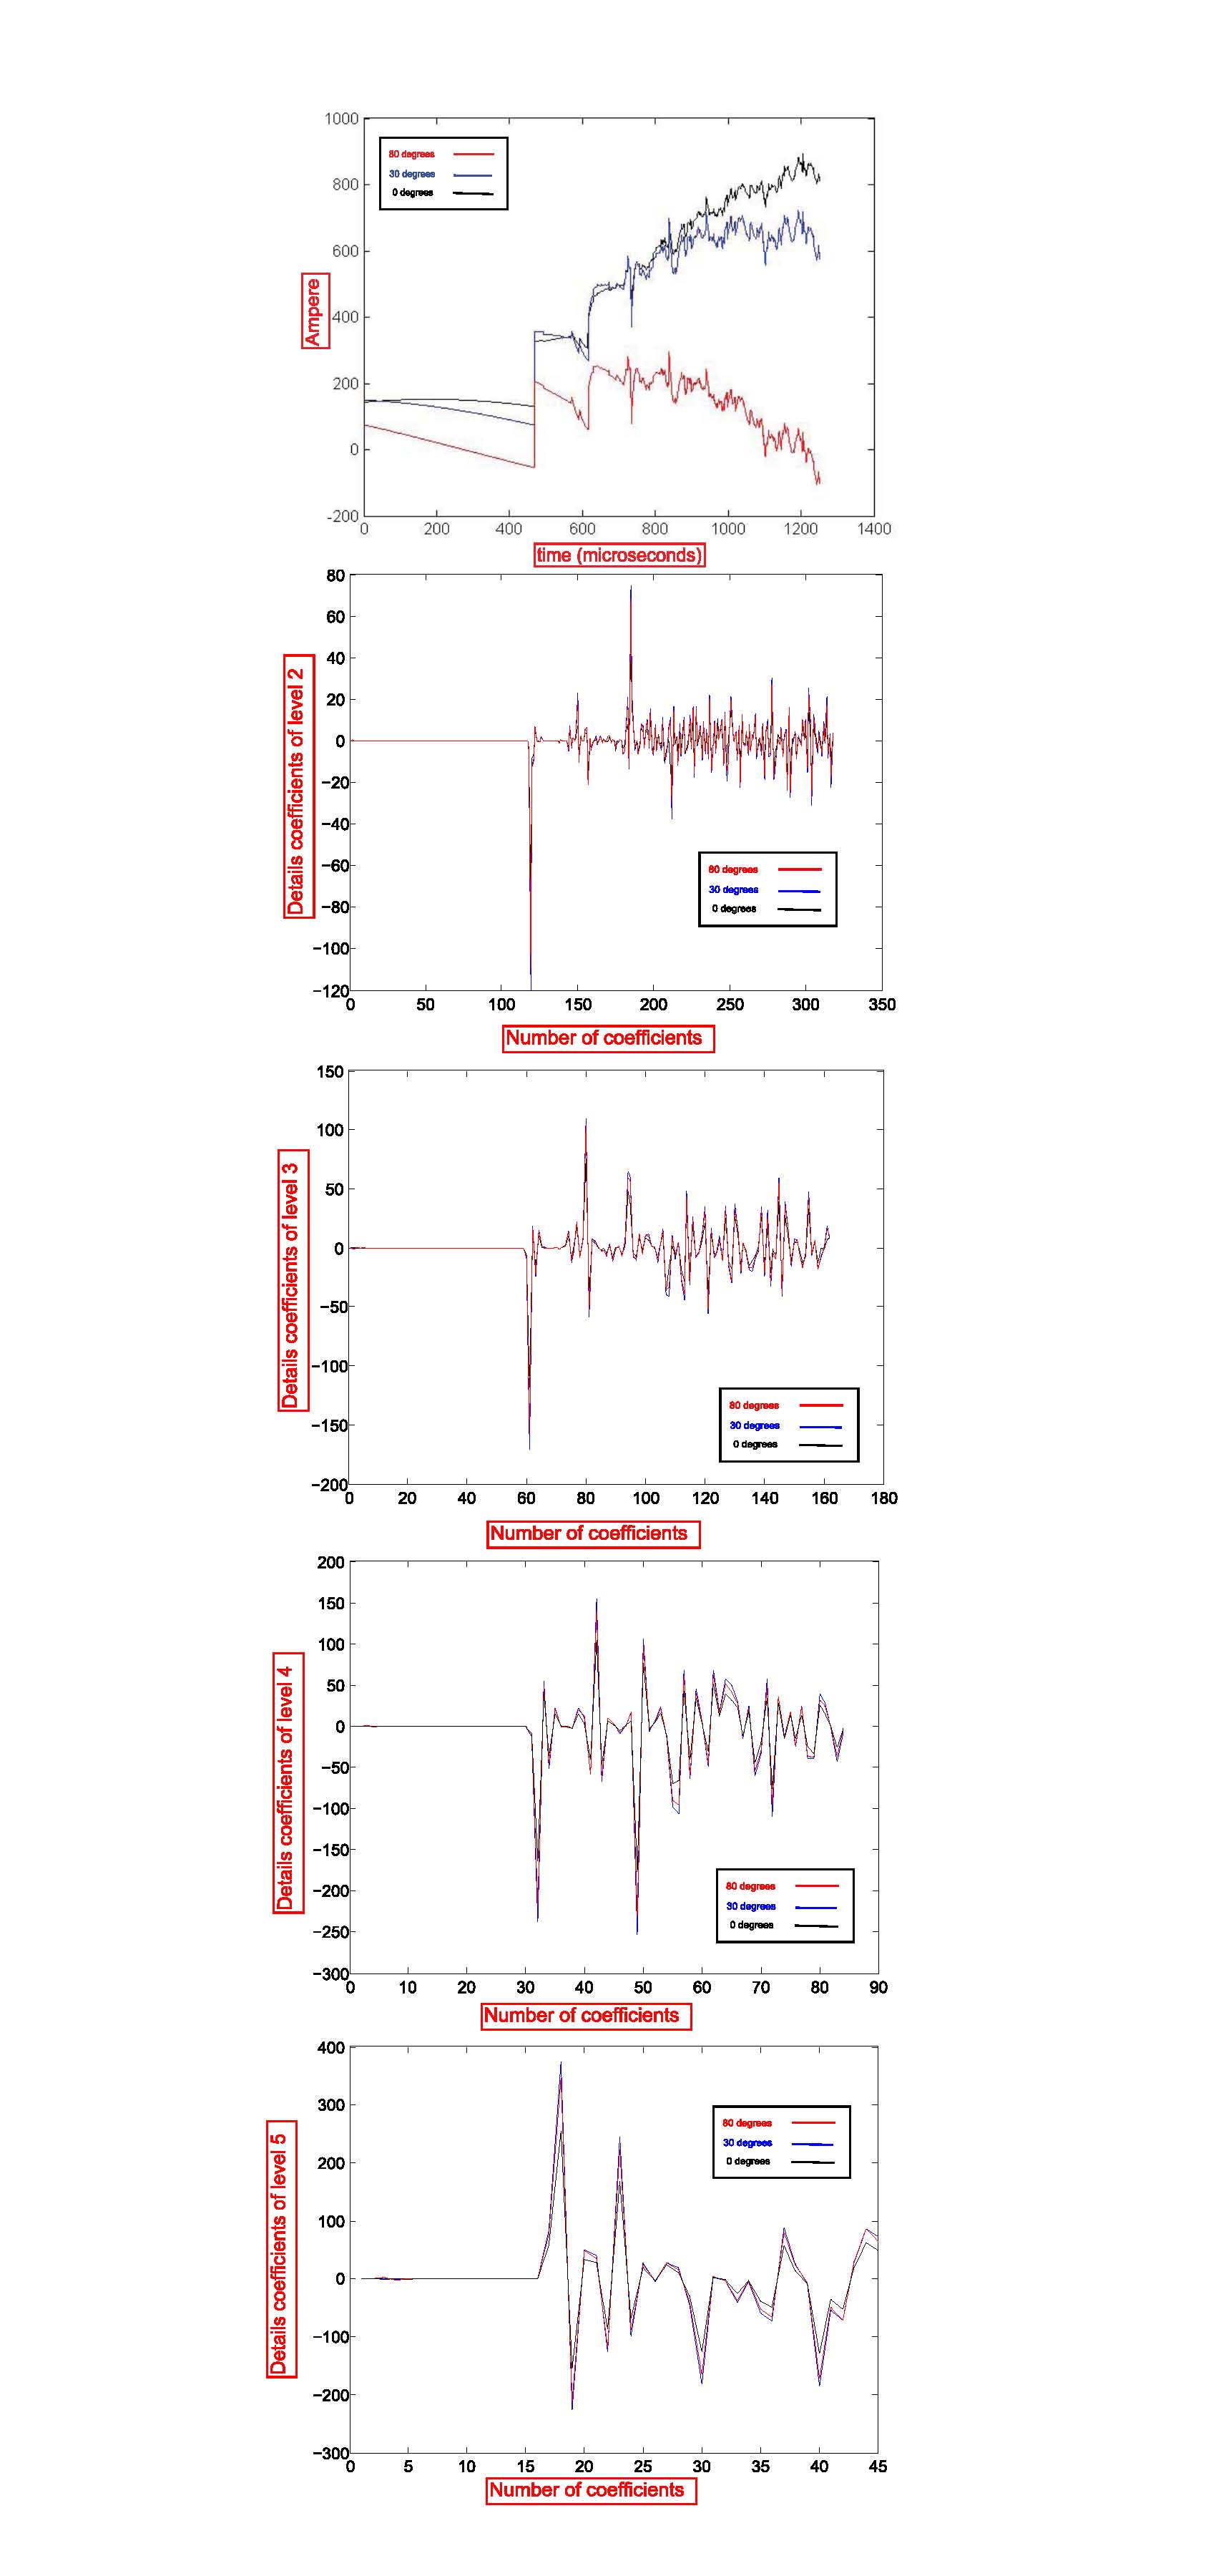 1000
800
600
400
200
0
-200
Ampere
80 degrees
30 degrees
0 degrees
0 200 400 600 800 1000 1200 1400
time (microseconds)
80
60
40
20
0
−20
−40
−60
−80
−100
−120
Details coefficients of level 2
80 degrees
30 degrees
0 degrees
0 50 100 150 200 250 300 350
Number of coefficients
150
100
50
0
−50
−100
−150
−200
Details coefficients of level 3
80 degrees
30 degrees
0 degrees
0 20 40 60 80 100 120 140 160 180
Number of coefficients
200
150
100
50
0
−50
−100
−150
−200
−250
−300
Details coefficients of level 4
80 degrees
30 degrees
0 degrees
0 10 20 30 40 50 60 70 80 90
Number of coefficients
400
300
200
100
0
−100
−200
−300
Details coefficients of level 5
80 degrees
30 degrees
0 degrees
0 5 10 15 20 25 30 35 40 45
Number of coefficients